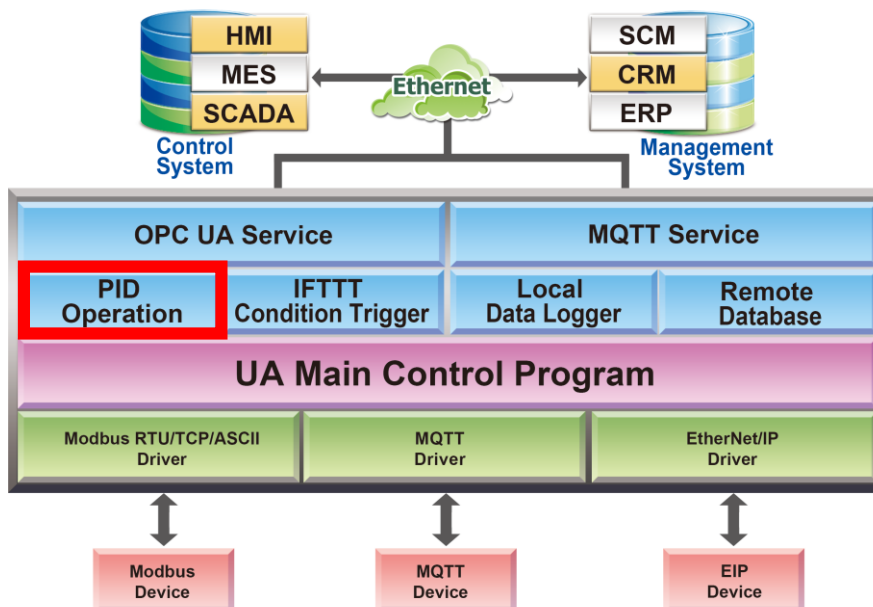 HMI
MES
SCADA
Control
System
Ethernet
SCM
CRM
ERP
Management
System
OPC UA Service
MQTT Service
PID
Operation
IFTTT
Condition Trigger
Local
Data Logger
Remote
Database
UA Main Control Program
Modbus RTU/TCP/ASCII
Driver
MQTT
Driver
EtherNet/IP
Driver
Modbus
Device
MQTT
Device
EIP
Device